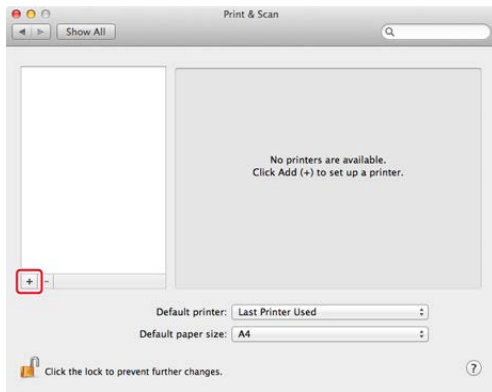 Print & Scan
Show All
No printers are available.
Click Add (+) to set up a printer.
+ -
Default printer: Last Printer Used
Default paper size: A4
Click the lock to prevent further changes.
?